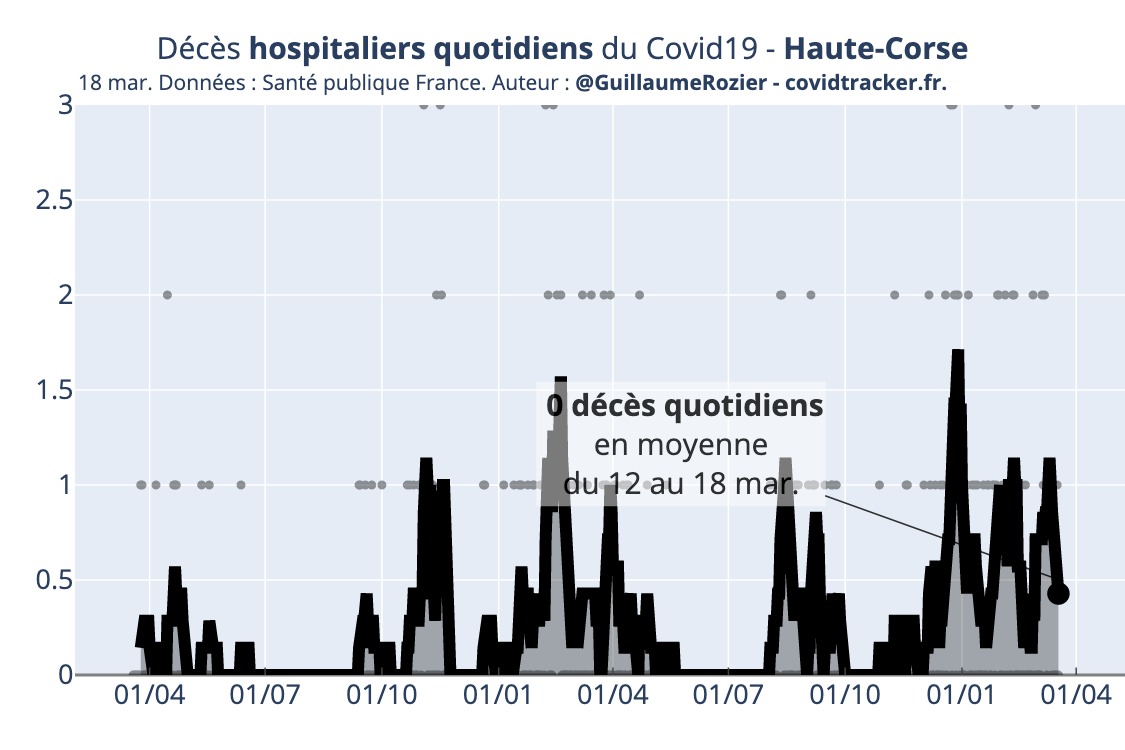 Décès hospitaliers quotidiens du Covid19 - Haute-Corse
18 mar. Données : Santé publique France. Auteur : @GuillaumeRozier - covidtracker.fr.
3
2.5
2
1.5
0 décès quotidiens
en moyenne
du 12 au 18 mar.
1
0.5
0
01/04 01/07 01/10 01/01 01/04 01/07 01/10 01/01 01/04